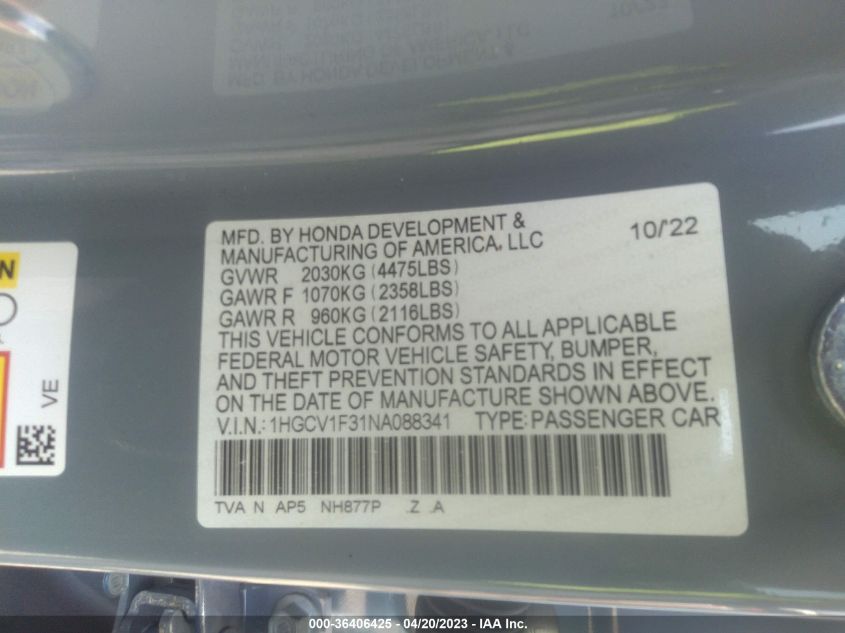 MFD. BY HONDA DEVELOPMENT &
MANUFACTURING OF AMERICA, LLC 10/'22
GVWR 2030KG (4475LBS)
GAWR F 1070KG (2358LBS)
GAWR R 960KG (2116LBS)
THIS VEHICLE CONFORMS TO ALL APPLICABLE
FEDERAL MOTOR VEHICLE SAFETY, BUMPER,
AND THEFT PREVENTION STANDARDS IN EFFECT
ON THE DATE OF MANUFACTURE SHOWN ABOVE.
V.I.N.: 1HGCV1F31NA088341 TYPE: PASSENGER CAR
TVA N AP5 NH877P .Z .A
VE
000-36406425 - 04/20/2023 - IAA Inc.